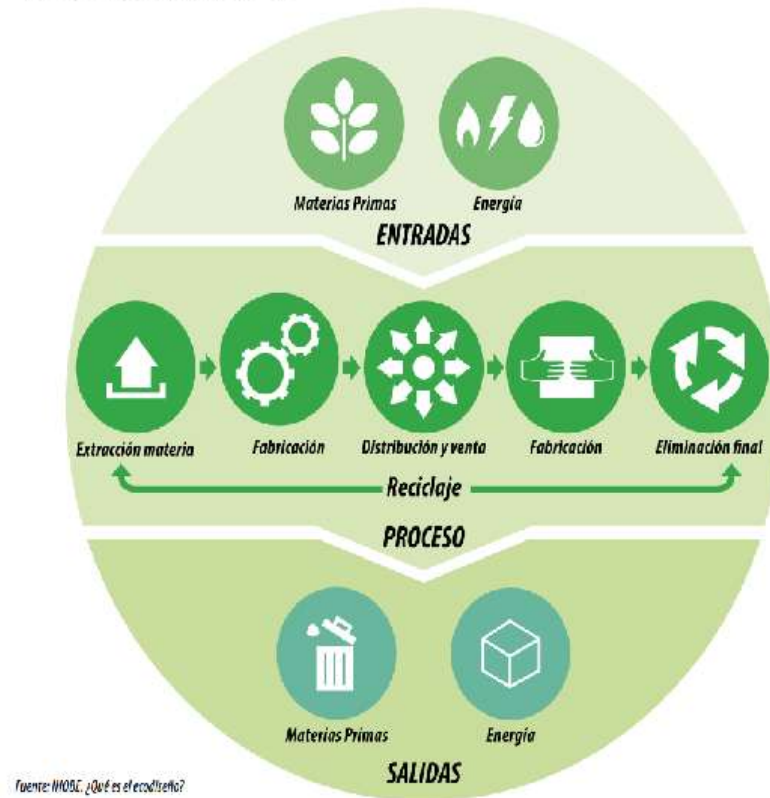 Materias Primas Energía
ENTRADAS
Extracción materia Fabricación Distribución y venta Fabricación Eliminación final
Reciclaje
PROCESO
Materias Primas Energía
SALIDAS
Fuente: IHOBE. ¿Qué es el ecodiseño?